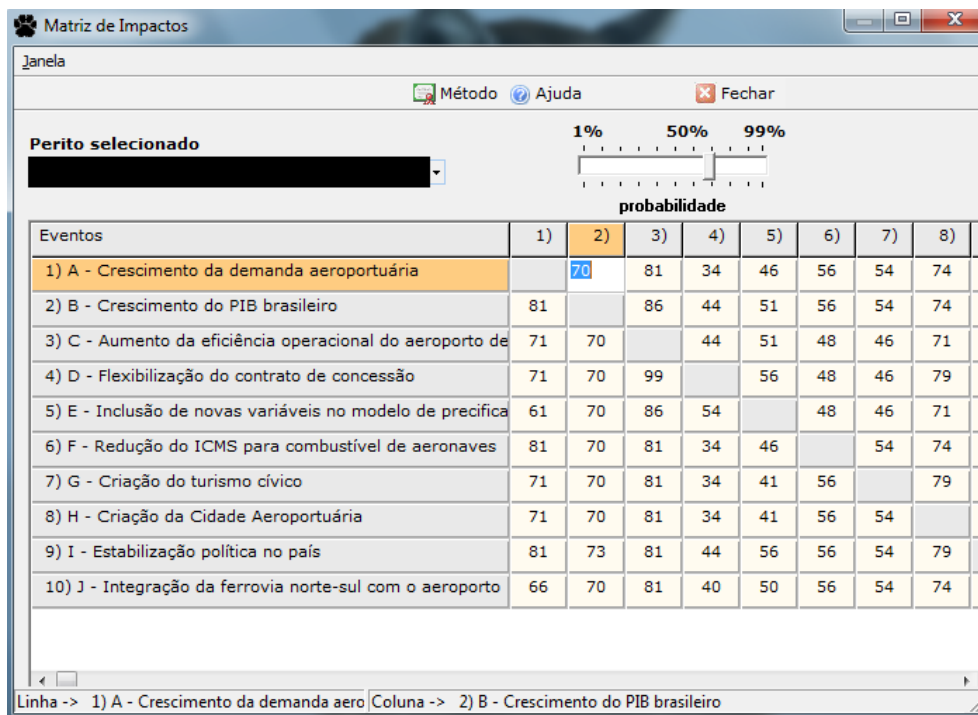 Matriz de Impactos
Janela
Método Ajuda Fechar
Perito selecionado
1% 50% 99%
probabilidade
Eventos 1) 2) 3) 4) 5) 6) 7) 8)
1) A - Crescimento da demanda aeroportuária 70 81 34 46 56 54 74
2) B - Crescimento do PIB brasileiro 81 86 44 51 56 54 74
3) C - Aumento da eficiência operacional do aeroporto de 71 70 44 51 48 46 71
4) D - Flexibilização do contrato de concessão 71 70 99 56 48 46 79
5) E - Inclusão de novas variáveis no modelo de precifica 61 70 86 54 48 46 71
6) F - Redução do ICMS para combustível de aeronaves 81 70 81 34 46 54 74
7) G - Criação do turismo cívico 71 70 81 34 41 56 79
8) H - Criação da Cidade Aeroportuária 71 70 81 34 41 56 54
9) I - Estabilização política no país 81 73 81 44 56 56 54 79
10) J - Integração da ferrovia norte-sul com o aeroporto 66 70 81 40 50 56 54 74
Linha -> 1) A - Crescimento da demanda aero Coluna -> 2) B - Crescimento do PIB brasileiro